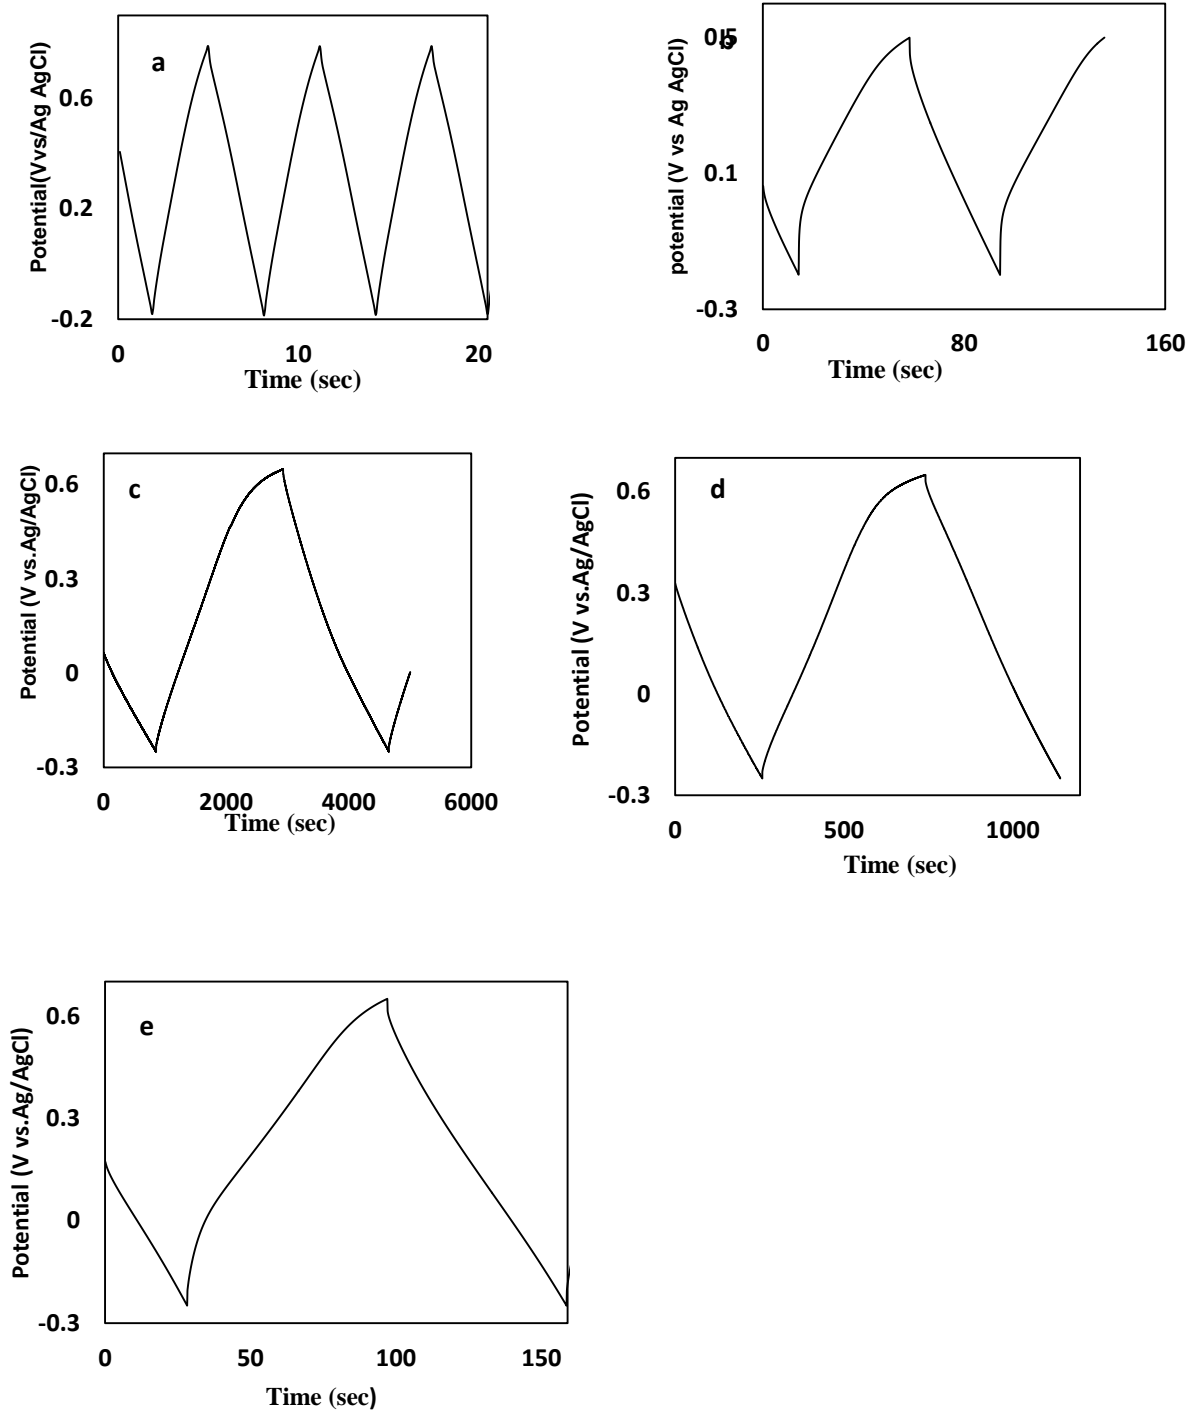 a
Potential(Vvs/Ag AgCl)
0.6
0.2
-0.2
0
10
20
Time (sec)
b
potential (V vs Ag AgCl)
0.5
0.1
-0.3
0
80
160
Time (sec)
c
Potential (V vs.Ag/AgCl)
0.6
0.3
0
-0.3
0
2000
4000
6000
Time (sec)
d
Potential (V vs.Ag/AgCl)
0.6
0.3
0
-0.3
0
500
1000
Time (sec)
e
Potential (V vs.Ag/AgCl)
0.6
0.3
0
-0.3
0
50
100
150
Time (sec)